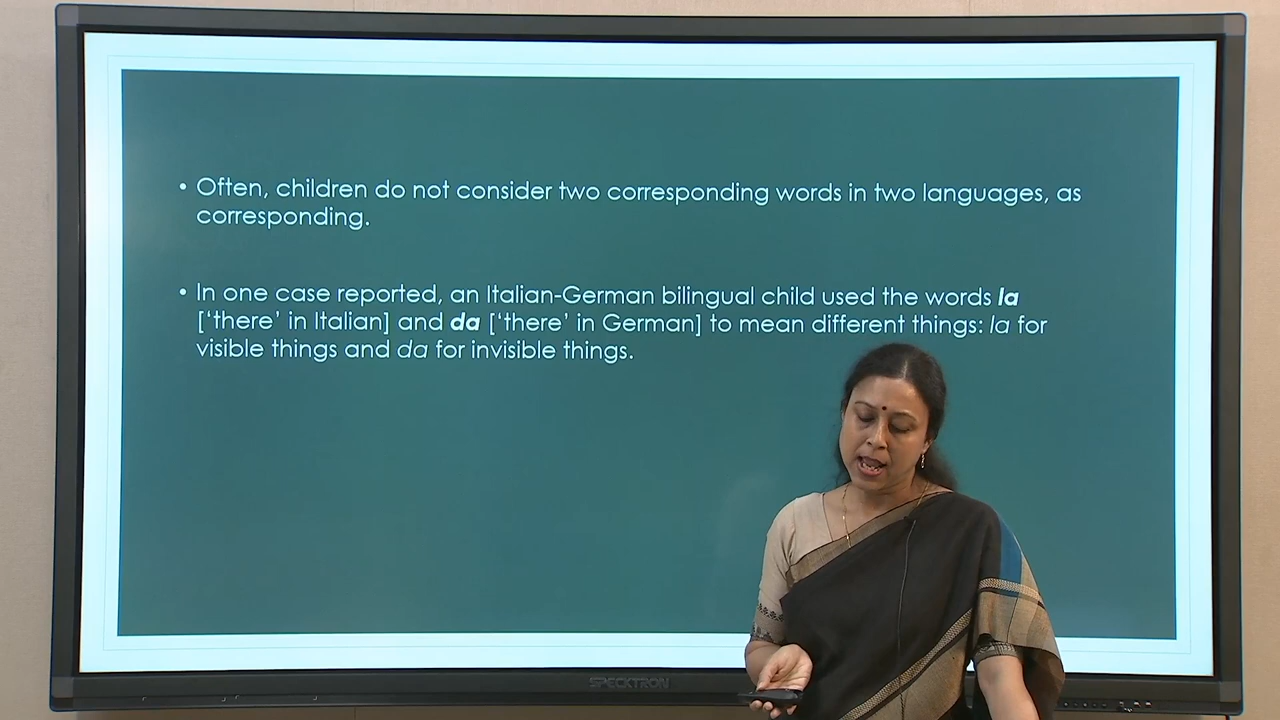 • Often, children do not consider two corresponding words in two languages, as
corresponding.
• In one case reported, an Italian-German bilingual child used the words la
[‘there’ in Italian] and da [‘there’ in German] to mean different things: la for
visible things and da for invisible things.
SPECKTRON